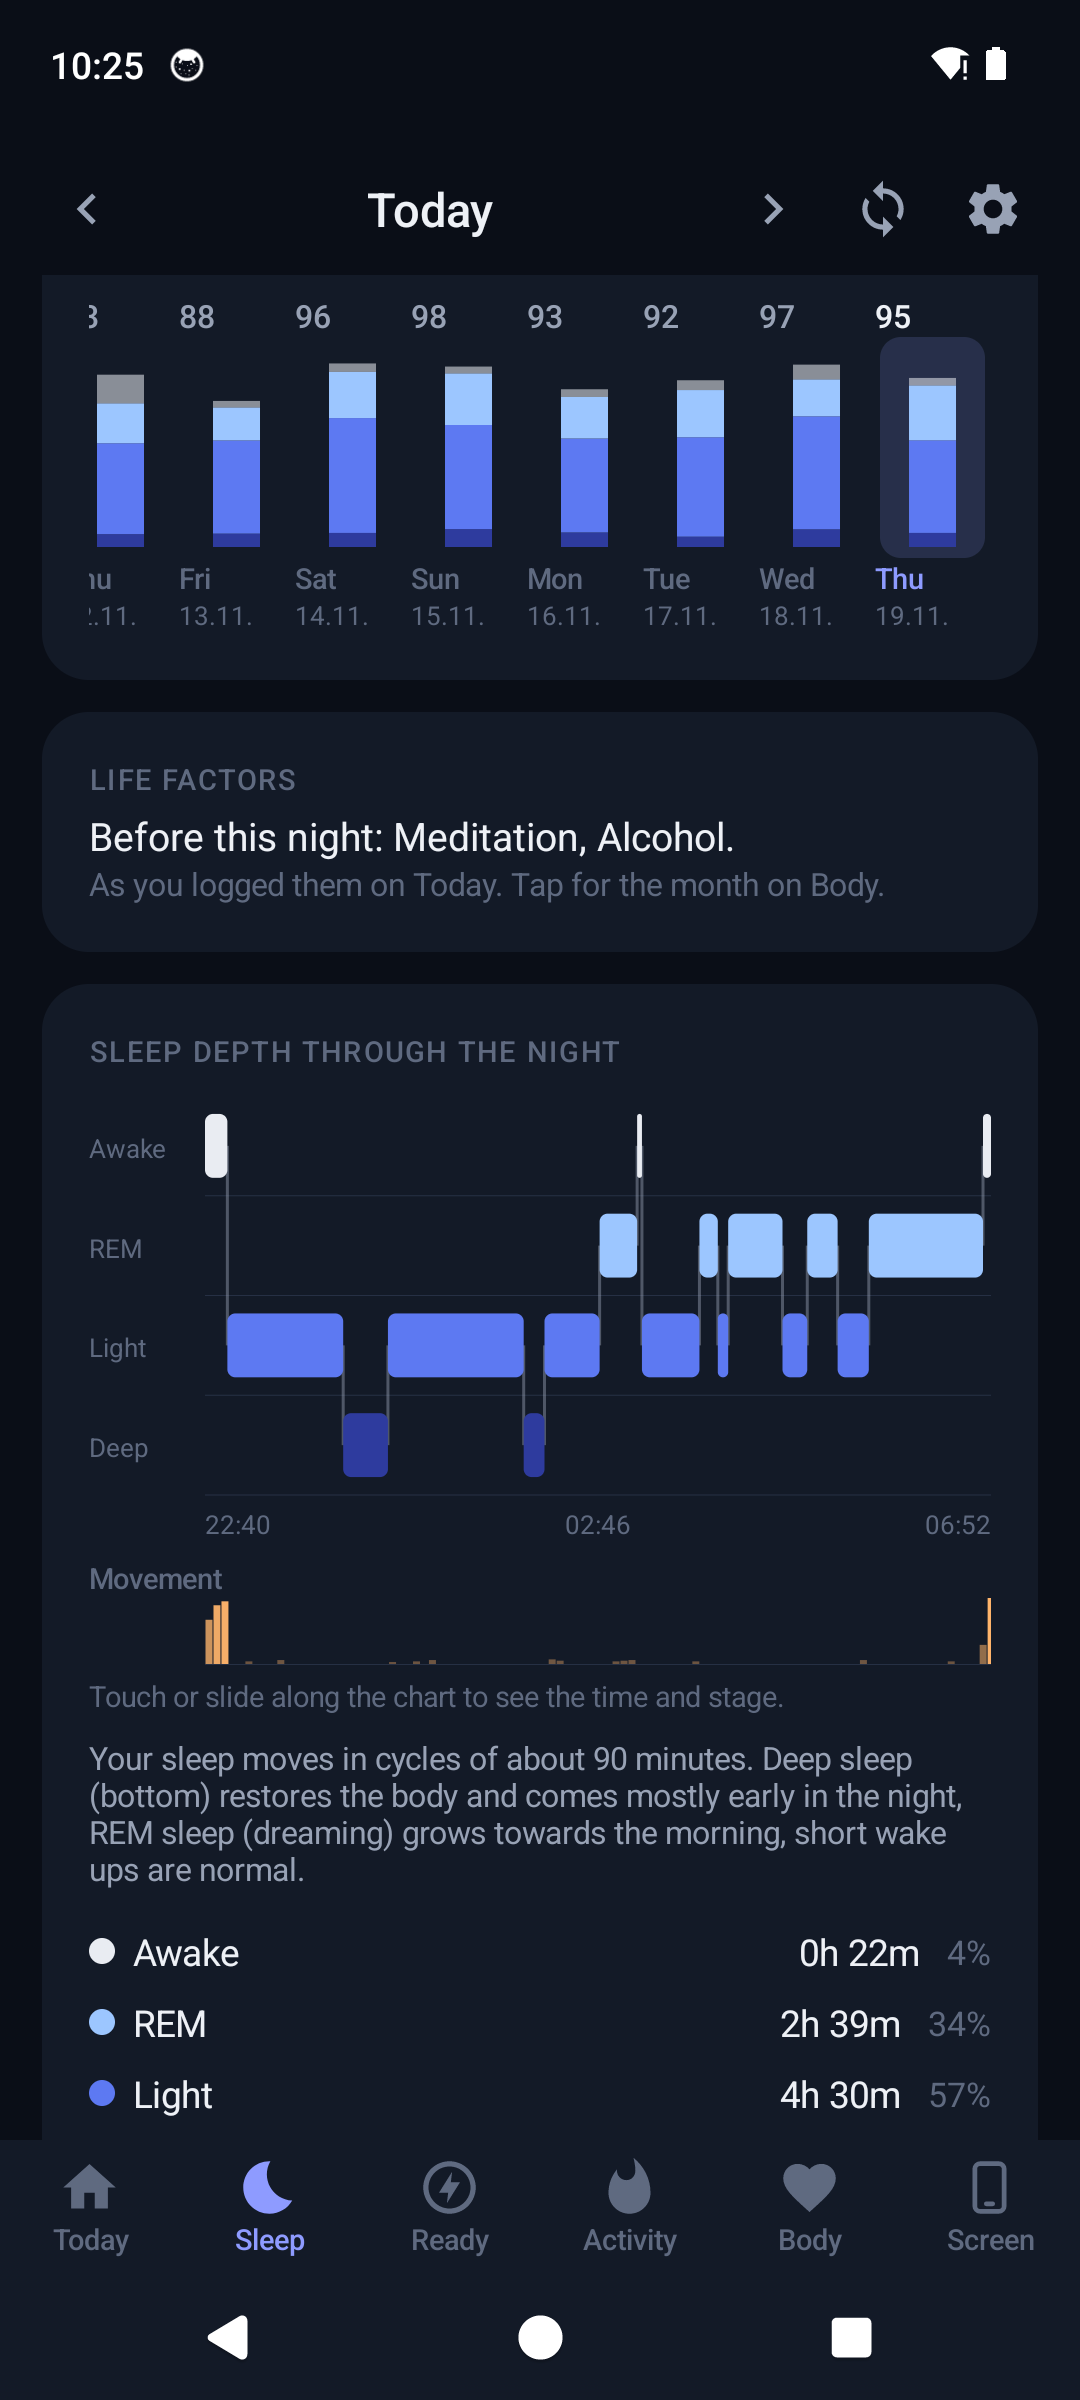 10:25
Today
88 96 98 93 92 97 95
Fri Sat Sun Mon Tue Wed Thu
13.11. 14.11. 15.11. 16.11. 17.11. 18.11. 19.11.
LIFE FACTORS
Before this night: Meditation, Alcohol.
As you logged them on Today. Tap for the month on Body.
SLEEP DEPTH THROUGH THE NIGHT
Awake
REM
Light
Deep
22:40 02:46 06:52
Movement
Touch or slide along the chart to see the time and stage.
Your sleep moves in cycles of about 90 minutes. Deep sleep
(bottom) restores the body and comes mostly early in the night,
REM sleep (dreaming) grows towards the morning, short wake
ups are normal.
Awake 0h 22m 4%
REM 2h 39m 34%
Light 4h 30m 57%
Today Sleep Ready Activity Body Screen